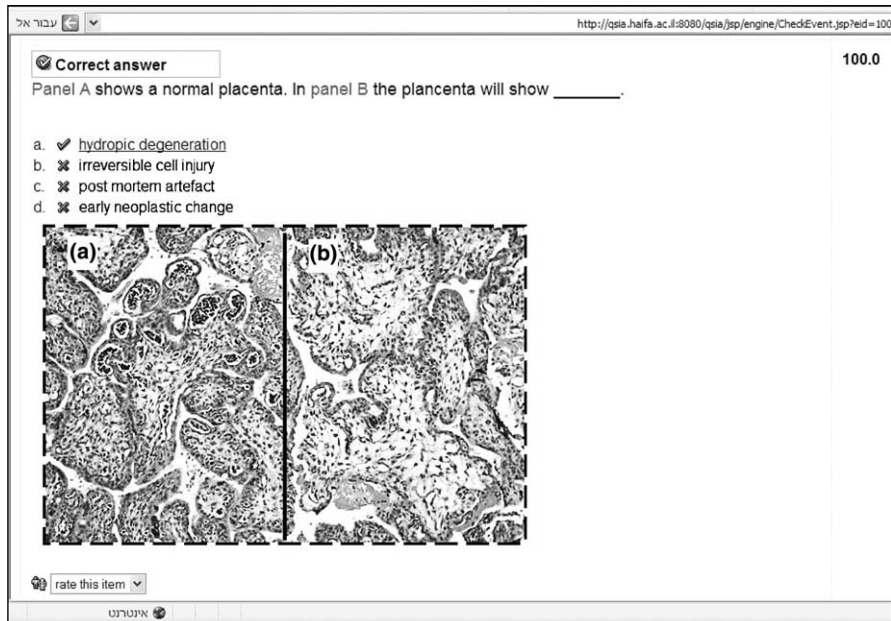 עבור אל
http://qsia.haifa.ac.il:8080/qsia/jsp/engine/CheckEvent.jsp?eid=100
Correct answer
100.0
Panel A shows a normal placenta. In panel B the plancenta will show _______.
a. hydropic degeneration
b. irreversible cell injury
c. post mortem artefact
d. early neoplastic change
(a) (b)
rate this item
אינטרנט